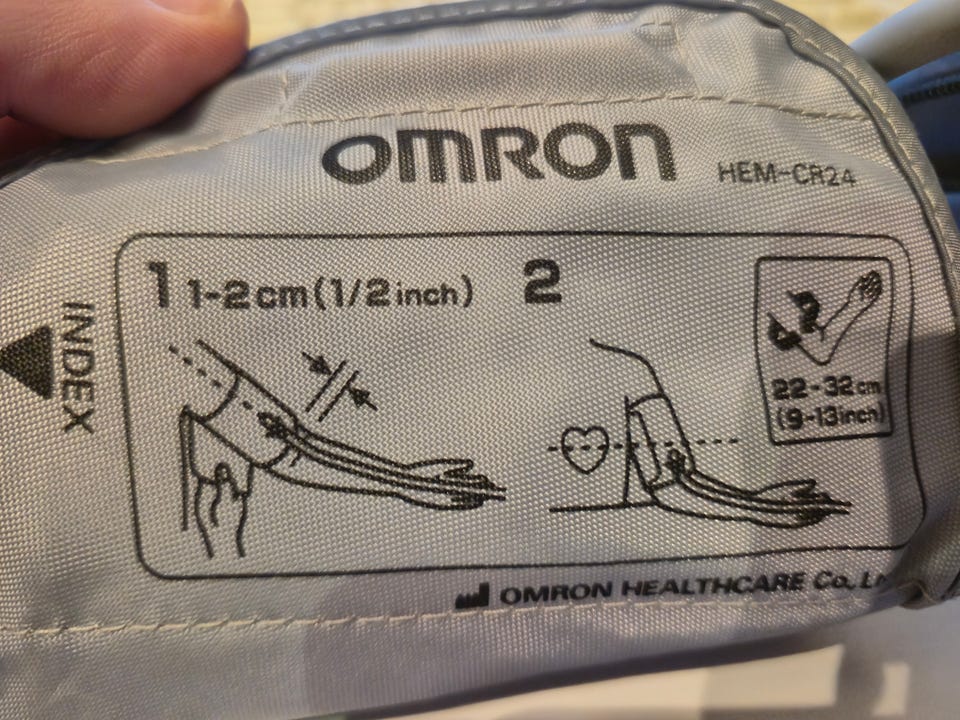 OMRON HEM-CR24
INDEX
1 1-2cm(1/2inch)
2
22-32cm
(9-13inch)
OMRON HEALTHCARE Co.,